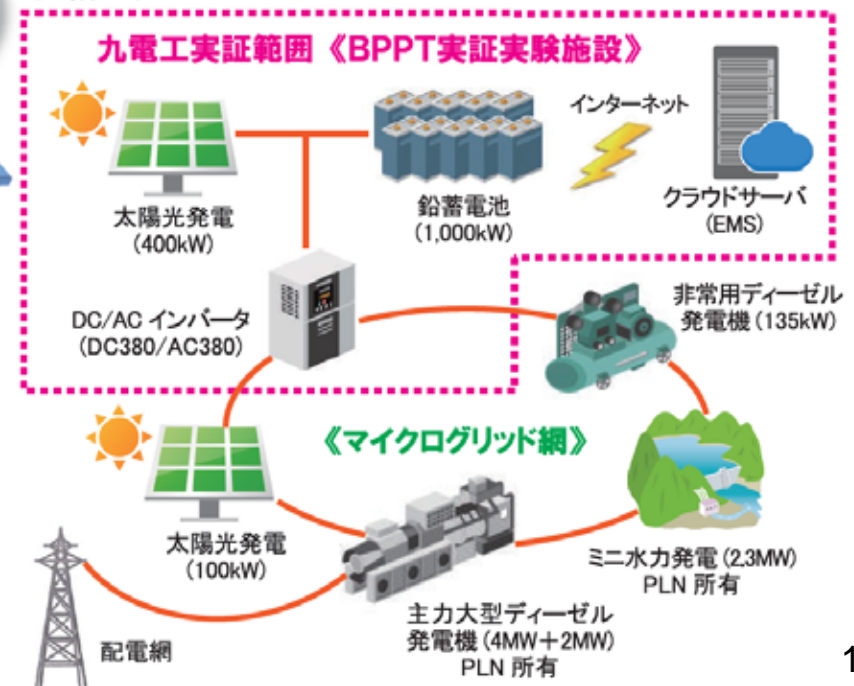 九電工実証範囲《BPPT実証実験施設》
インターネット
太陽光発電
(400kW)
鉛蓄電池
(1,000kW)
クラウドサーバ
(EMS)
DC/AC インバータ
(DC380/AC380)
非常用ディーゼル
発電機(135kW)
《マイクログリッド網》
太陽光発電
(100kW)
ミニ水力発電(2.3MW)
PLN 所有
主力大型ディーゼル
発電機(4MW+2MW)
PLN 所有
配電網
1